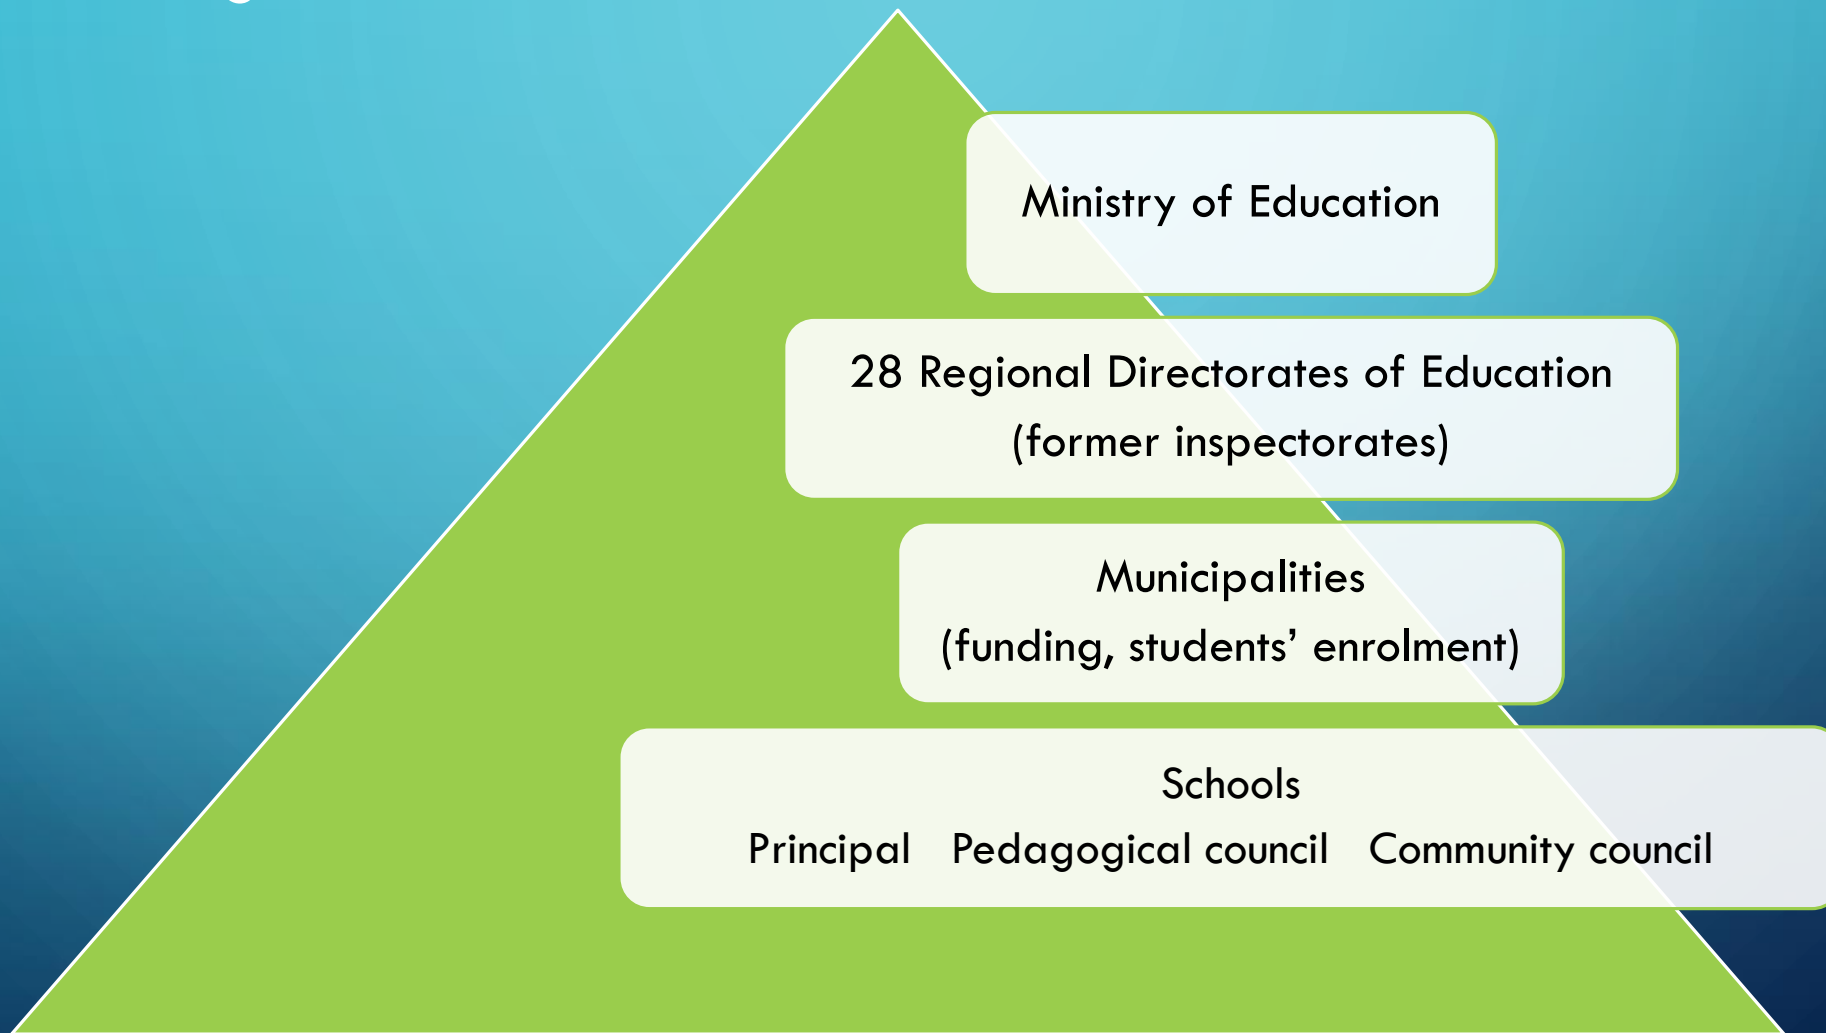 Ministry of Education
28 Regional Directorates of Education
(former inspectorates)
Municipalities
(funding, students’ enrolment)
Schools
Principal Pedagogical council Community council